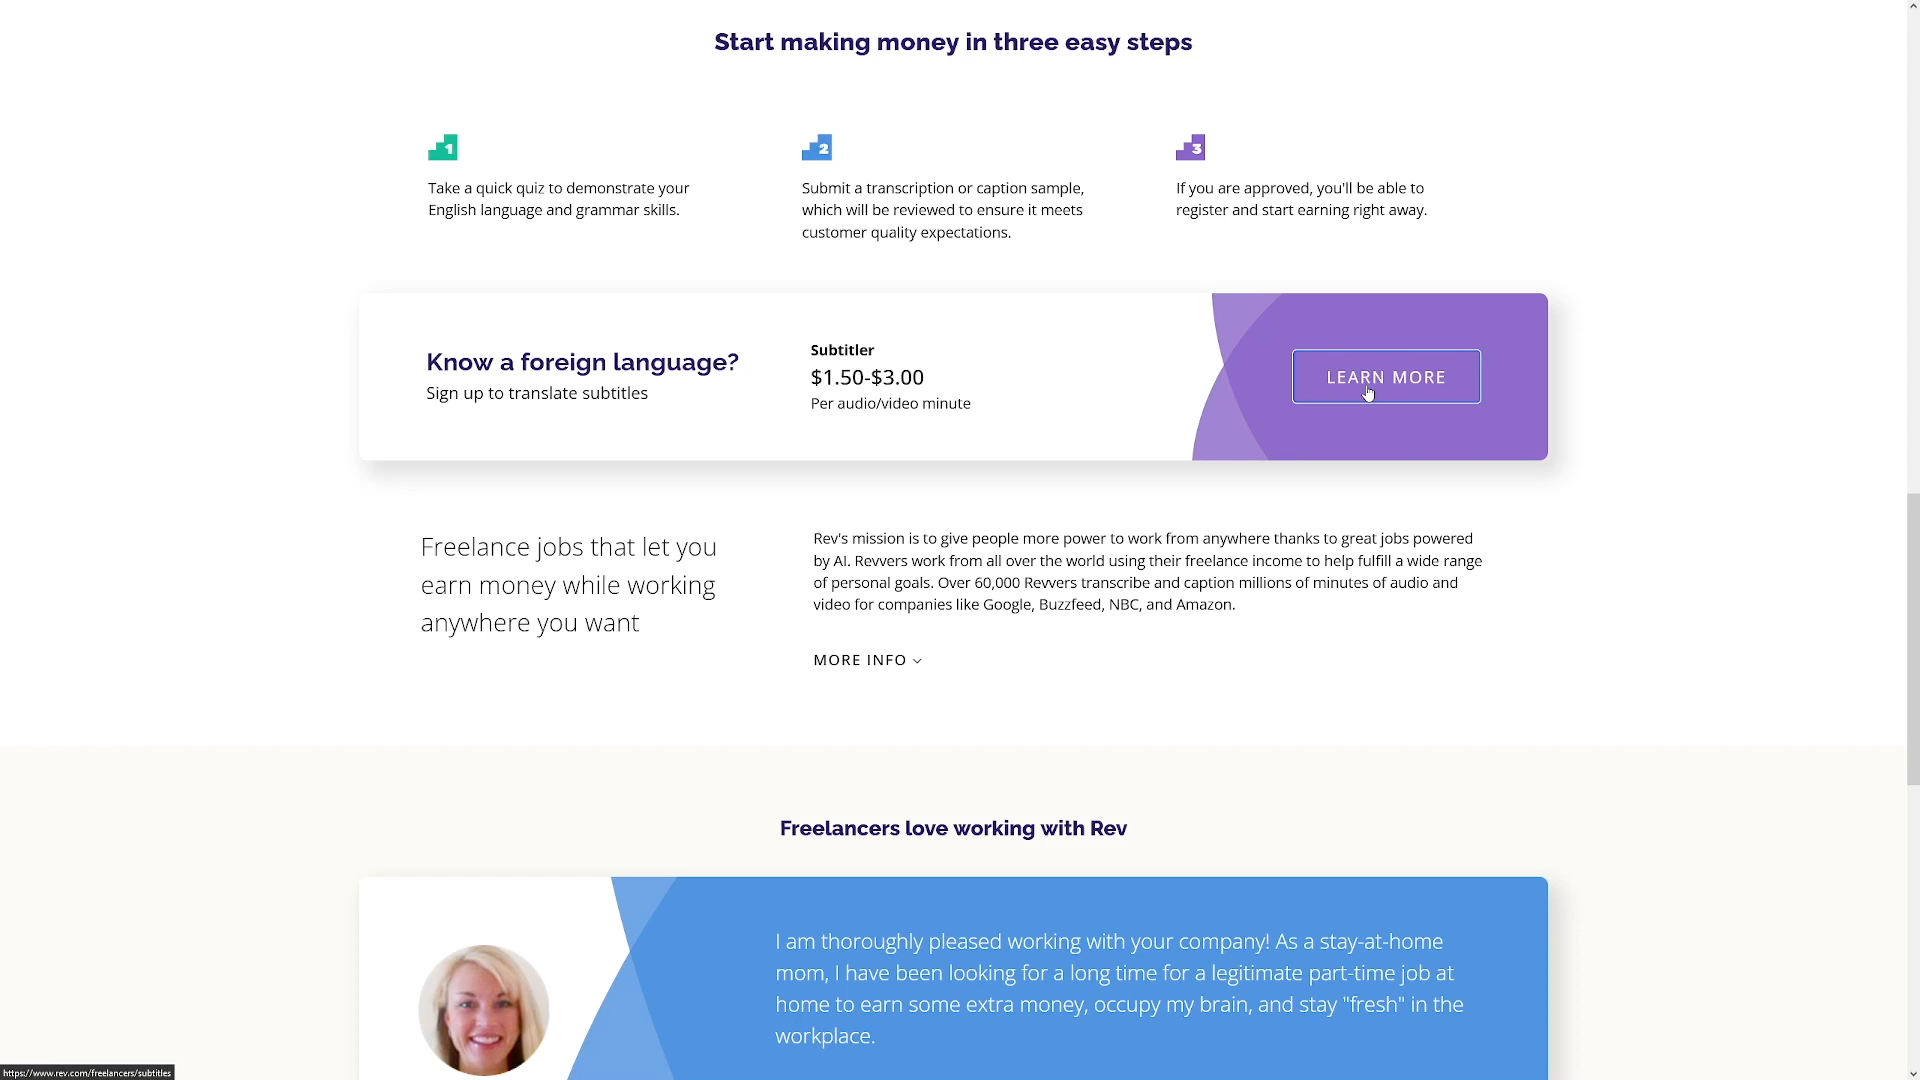 Start making money in three easy steps
1
2
3
Take a quick quiz to demonstrate your
English language and grammar skills.
Submit a transcription or caption sample,
which will be reviewed to ensure it meets
customer quality expectations.
If you are approved, you'll be able to
register and start earning right away.
Know a foreign language?
Sign up to translate subtitles
Subtitler
$1.50-$3.00
Per audio/video minute
LEARN MORE
Freelance jobs that let you
earn money while working
anywhere you want
Rev's mission is to give people more power to work from anywhere thanks to great jobs powered
by AI. Revvers work from all over the world using their freelance income to help fulfill a wide range
of personal goals. Over 60,000 Revvers transcribe and caption millions of minutes of audio and
video for companies like Google, Buzzfeed, NBC, and Amazon.
MORE INFO
Freelancers love working with Rev
I am thoroughly pleased working with your company! As a stay-at-home
mom, I have been looking for a long time for a legitimate part-time job at
home to earn some extra money, occupy my brain, and stay "fresh" in the
workplace.
https://www.rev.com/freelancers/subtitles